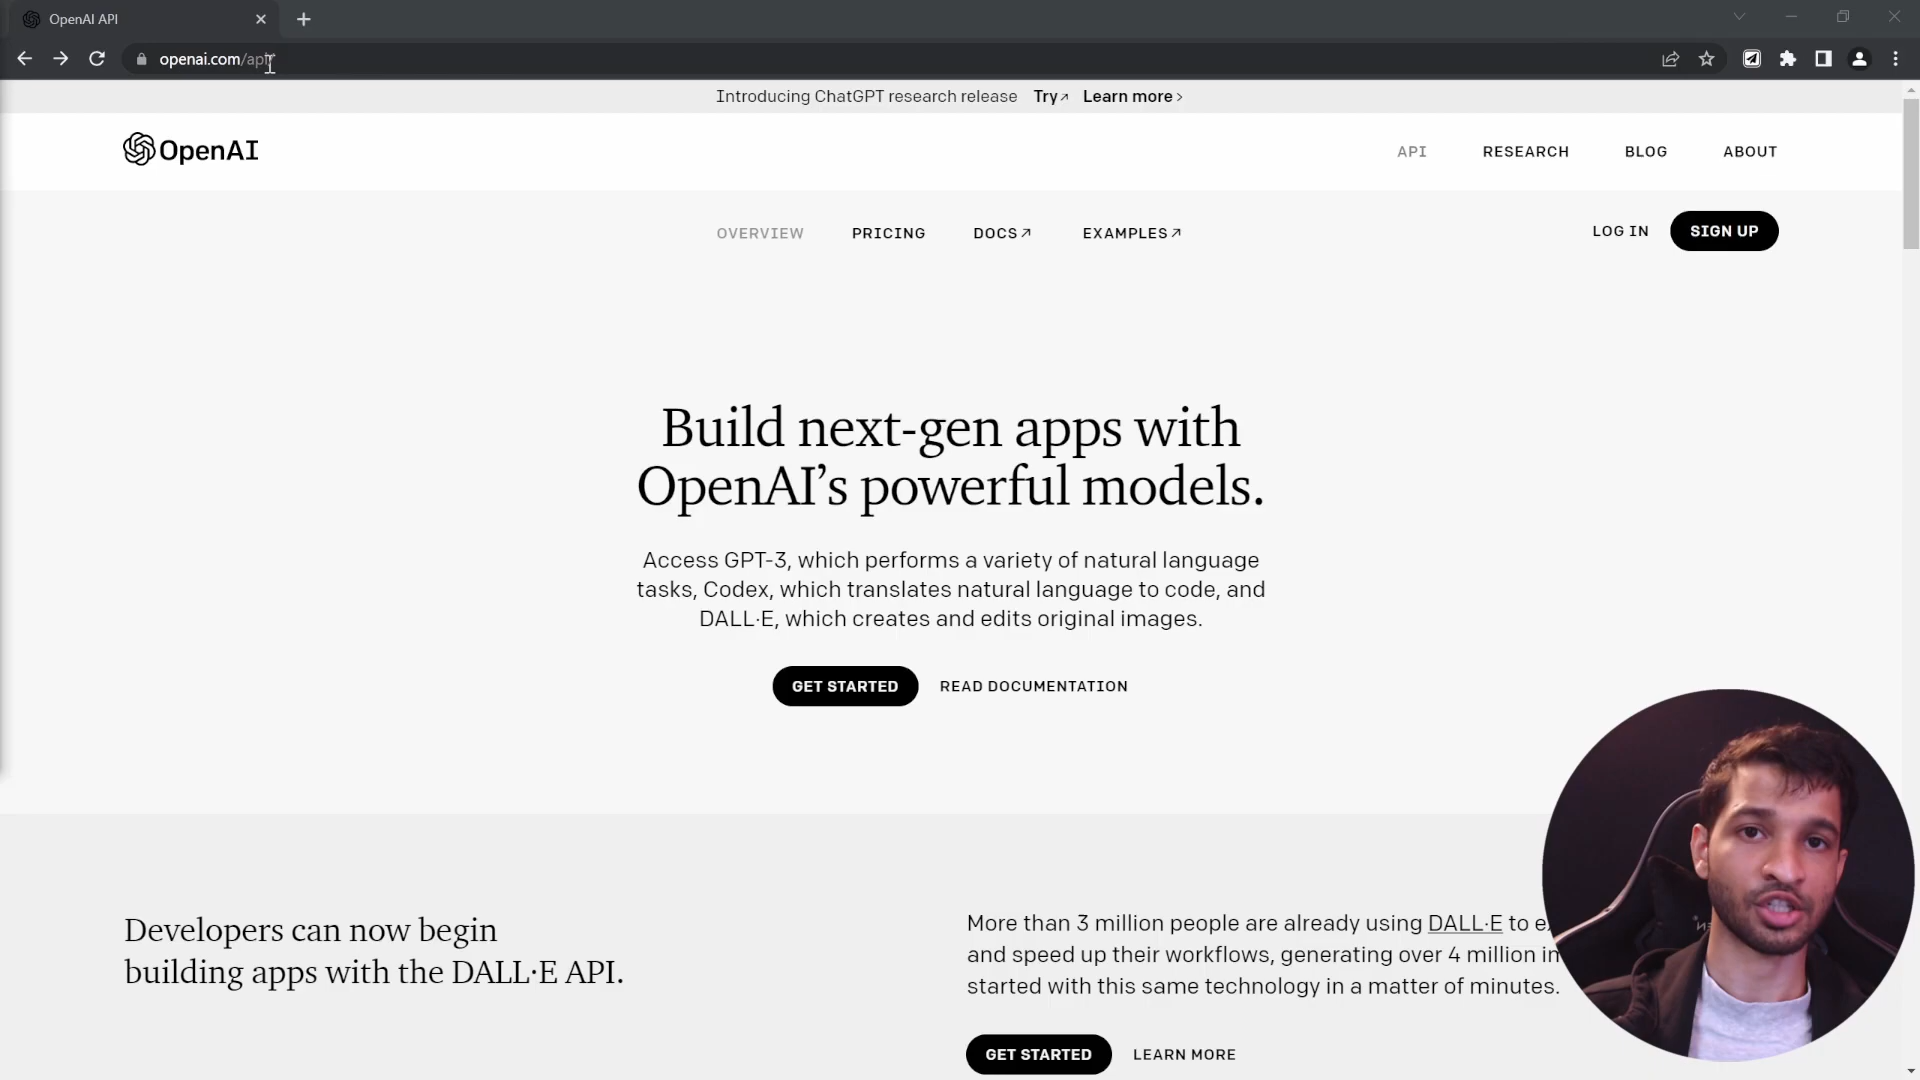 OpenAI API
openai.com/api
Introducing ChatGPT research release Try↗ Learn more ›
OpenAI
API RESEARCH BLOG ABOUT
OVERVIEW PRICING DOCS↗ EXAMPLES↗ LOG IN SIGN UP
Build next-gen apps with
OpenAI’s powerful models.
Access GPT-3, which performs a variety of natural language
tasks, Codex, which translates natural language to code, and
DALL·E, which creates and edits original images.
GET STARTED READ DOCUMENTATION
Developers can now begin
building apps with the DALL·E API.
More than 3 million people are already using DALL·E to
and speed up their workflows, generating over 4 million
started with this same technology in a matter of minutes.
GET STARTED LEARN MORE